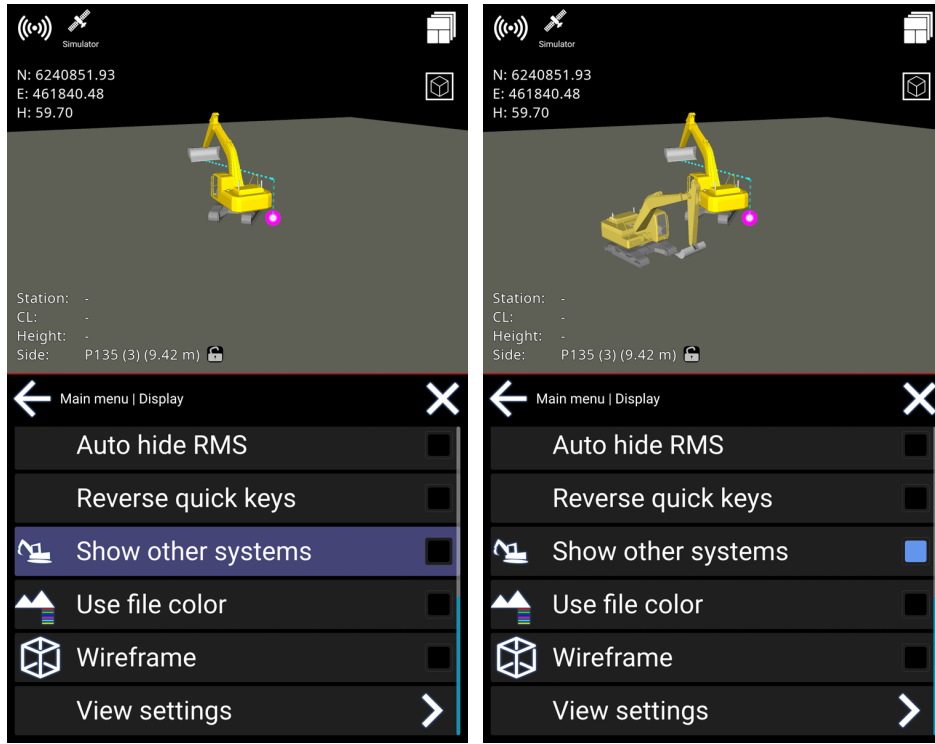 Simulator
N: 6240851.93
E: 461840.48
H: 59.70
Station: -
CL: -
Height: -
Side: P135 (3) (9.42 m)
Main menu | Display
Auto hide RMS
Reverse quick keys
Show other systems
Use file color
Wireframe
View settings
Simulator
N: 6240851.93
E: 461840.48
H: 59.70
Station: -
CL: -
Height: -
Side: P135 (3) (9.42 m)
Main menu | Display
Auto hide RMS
Reverse quick keys
Show other systems
Use file color
Wireframe
View settings